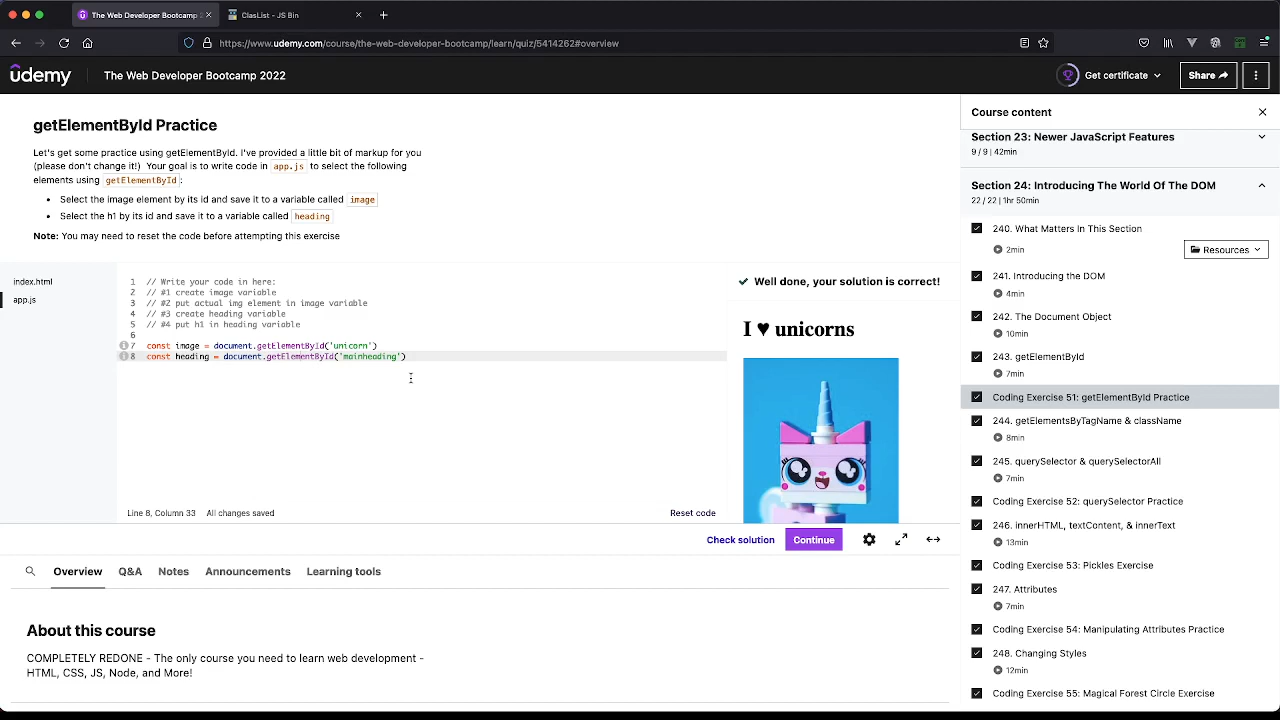 The Web Developer Bootcamp 2
ClasList - JS Bin
https://www.udemy.com/course/the-web-developer-bootcamp/learn/quiz/5414262#overview
udemy
The Web Developer Bootcamp 2022
Get certificate
Share
getElementById Practice
Let's get some practice using getElementById. I've provided a little bit of markup for you
(please don't change it!) Your goal is to write code in app.js to select the following
elements using getElementById:
• Select the image element by its id and save it to a variable called image
• Select the h1 by its id and save it to a variable called heading
Note: You may need to reset the code before attempting this exercise
index.html
app.js
1 // Write your code in here:
2 // #1 create image variable
3 // #2 put actual img element in image variable
4 // #3 create heading variable
5 // #4 put h1 in heading variable
6
7 const image = document.getElementById('unicorn')
8 const heading = document.getElementById('mainheading')
Line 8, Column 33 All changes saved
Reset code
Well done, your solution is correct!
I ♥ unicorns
Check solution
Continue
Overview
Q&A
Notes
Announcements
Learning tools
About this course
COMPLETELY REDONE - The only course you need to learn web development -
HTML, CSS, JS, Node, and More!
Course content
Section 23: Newer JavaScript Features
9 / 9 | 42min
Section 24: Introducing The World Of The DOM
22 / 22 | 1hr 50min
240. What Matters In This Section
2min
Resources
241. Introducing the DOM
4min
242. The Document Object
10min
243. getElementById
7min
Coding Exercise 51: getElementById Practice
244. getElementsByTagName & className
8min
245. querySelector & querySelectorAll
7min
Coding Exercise 52: querySelector Practice
246. innerHTML, textContent, & innerText
13min
Coding Exercise 53: Pickles Exercise
247. Attributes
7min
Coding Exercise 54: Manipulating Attributes Practice
248. Changing Styles
12min
Coding Exercise 55: Magical Forest Circle Exercise